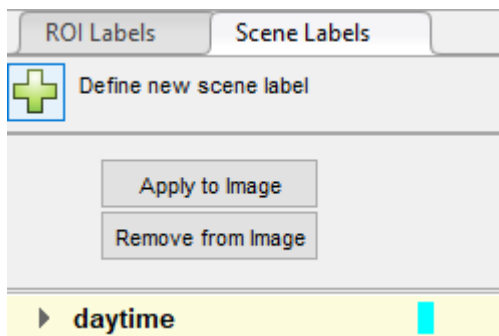 ROI Labels Scene Labels
Define new scene label
Apply to Image
Remove from Image
daytime